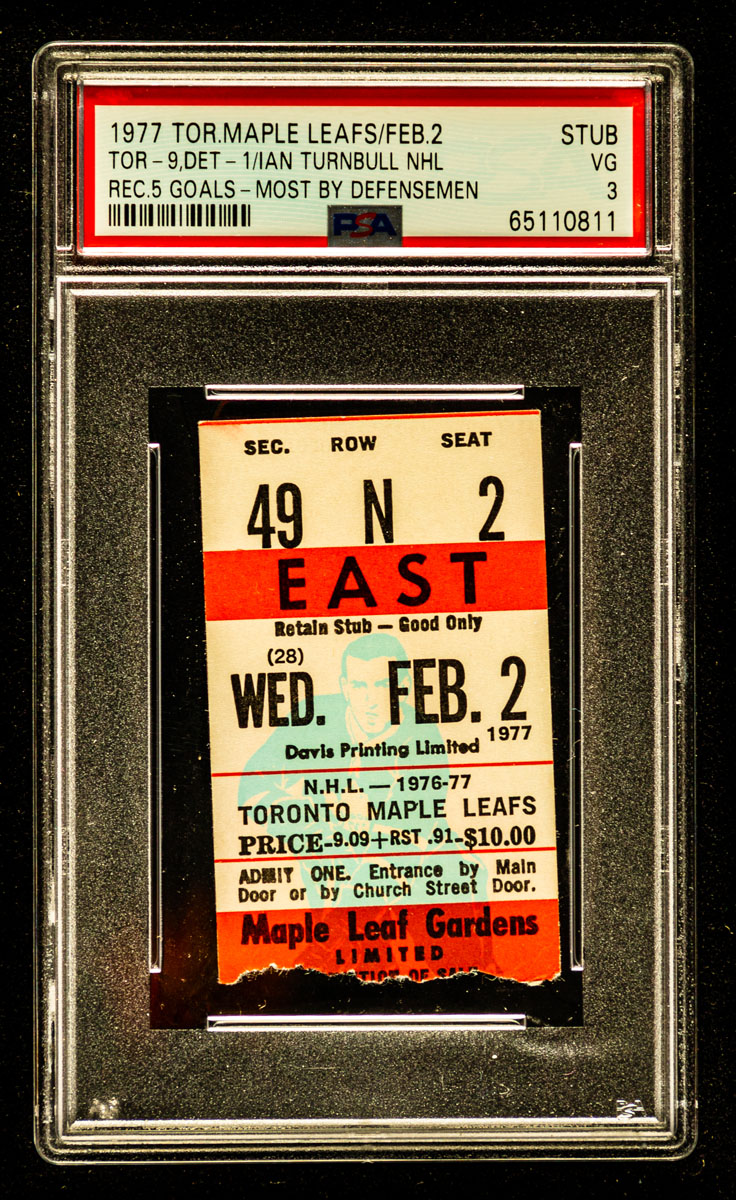 1977 TOR.MAPLE LEAFS/FEB.2 STUB
TOR-9,DET-1/IAN TURNBULL NHL VG
REC.5 GOALS-MOST BY DEFENSEMEN 3
PSA 65110811
SEC. ROW SEAT
49 N 2
EAST
Retain Stub — Good Only
(28)
WED. FEB. 2
1977
Davis Printing Limited
N.H.L. — 1976-77
TORONTO MAPLE LEAFS
PRICE-9.09+RST .91-$10.00
ADMIT ONE. Entrance by Main
Door or by Church Street Door.
Maple Leaf Gardens
LIMITED
OF